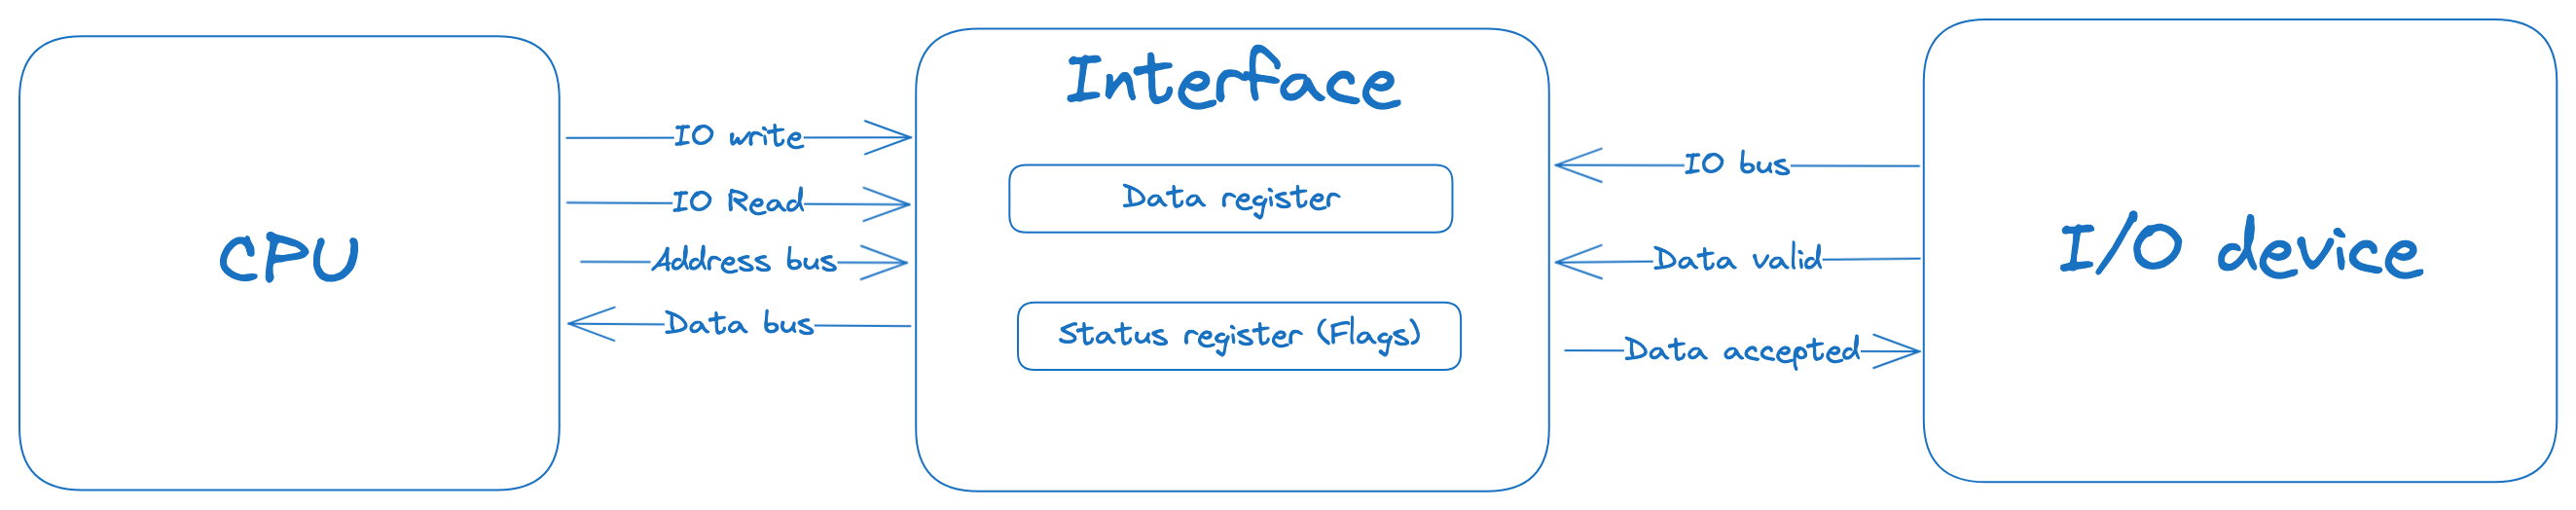 CPU
IO write
IO Read
Address bus
Data bus
Interface
Data register
Status register (Flags)
IO bus
Data valid
Data accepted
I/O device